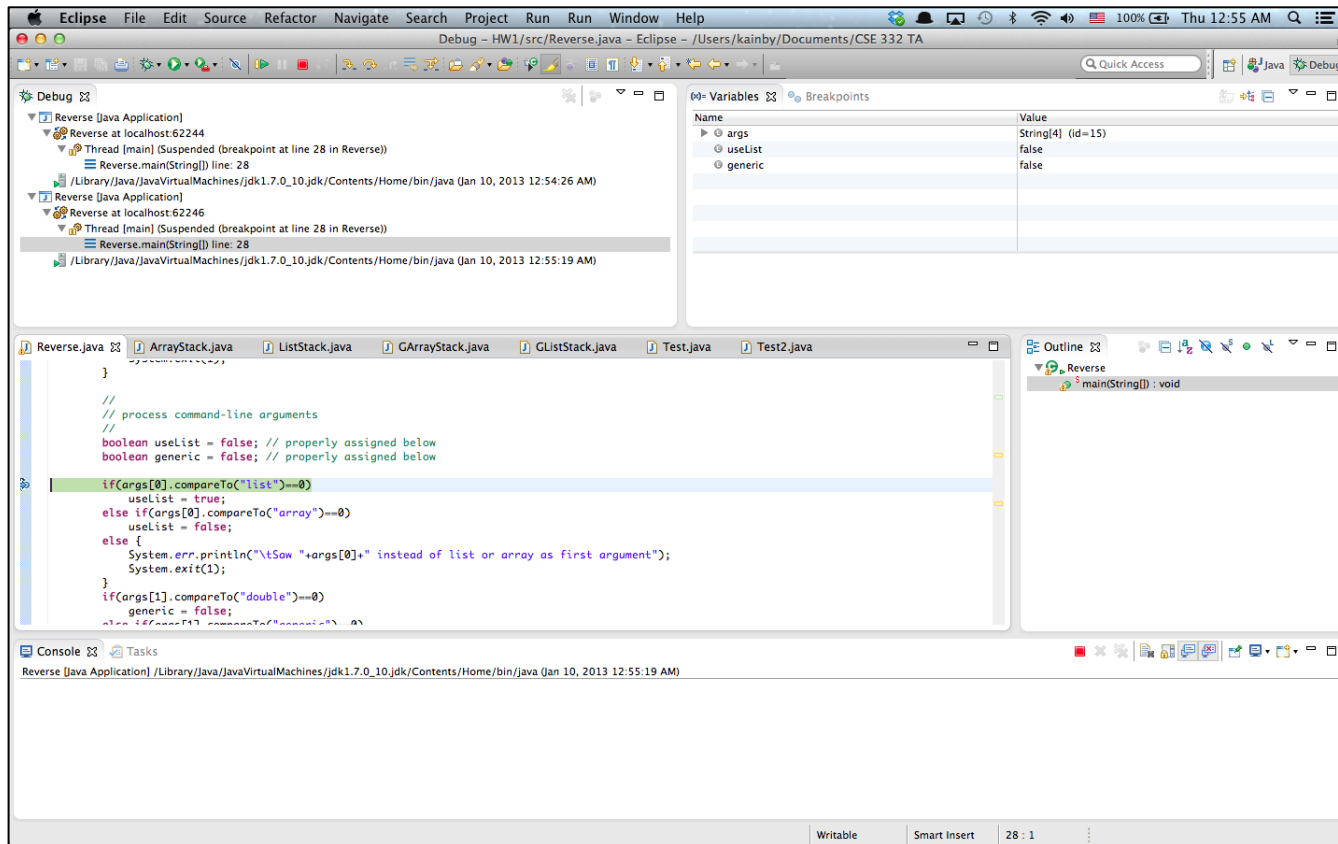 Eclipse File Edit Source Refactor Navigate Search Project Run Run Window Help 100% Thu 12:55 AM
Debug – HW1/src/Reverse.java – Eclipse – /Users/kainby/Documents/CSE 332 TA
Quick Access Java Debug
Debug
Reverse [Java Application]
Reverse at localhost:62244
Thread [main] (Suspended (breakpoint at line 28 in Reverse))
Reverse.main(String[]) line: 28
/Library/Java/JavaVirtualMachines/jdk1.7.0_10.jdk/Contents/Home/bin/java (Jan 10, 2013 12:54:26 AM)
Reverse [Java Application]
Reverse at localhost:62246
Thread [main] (Suspended (breakpoint at line 28 in Reverse))
Reverse.main(String[]) line: 28
/Library/Java/JavaVirtualMachines/jdk1.7.0_10.jdk/Contents/Home/bin/java (Jan 10, 2013 12:55:19 AM)
(x)= Variables Breakpoints
Name Value
args String[4] (id=15)
useList false
generic false
Reverse.java ArrayStack.java ListStack.java GArrayStack.java GListStack.java Test.java Test2.java
System.exit(1);
}
//
// process command-line arguments
//
boolean useList = false; // properly assigned below
boolean generic = false; // properly assigned below
if(args[0].compareTo("list")==0)
useList = true;
else if(args[0].compareTo("array")==0)
useList = false;
else {
System.err.println("\tSaw "+args[0]+" instead of list or array as first argument");
System.exit(1);
}
if(args[1].compareTo("double")==0)
generic = false;
else if(args[1].compareTo("generic")==0)
Outline
Reverse
main(String[]) : void
Console Tasks
Reverse [Java Application] /Library/Java/JavaVirtualMachines/jdk1.7.0_10.jdk/Contents/Home/bin/java (Jan 10, 2013 12:55:19 AM)
Writable Smart Insert 28 : 1